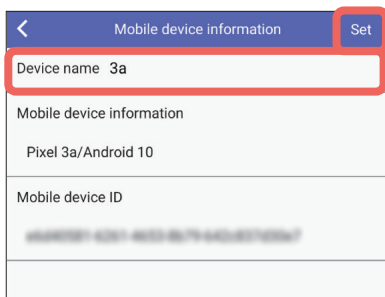 Mobile device information
Set
Device name 3a
Mobile device information
Pixel 3a/Android 10
Mobile device ID